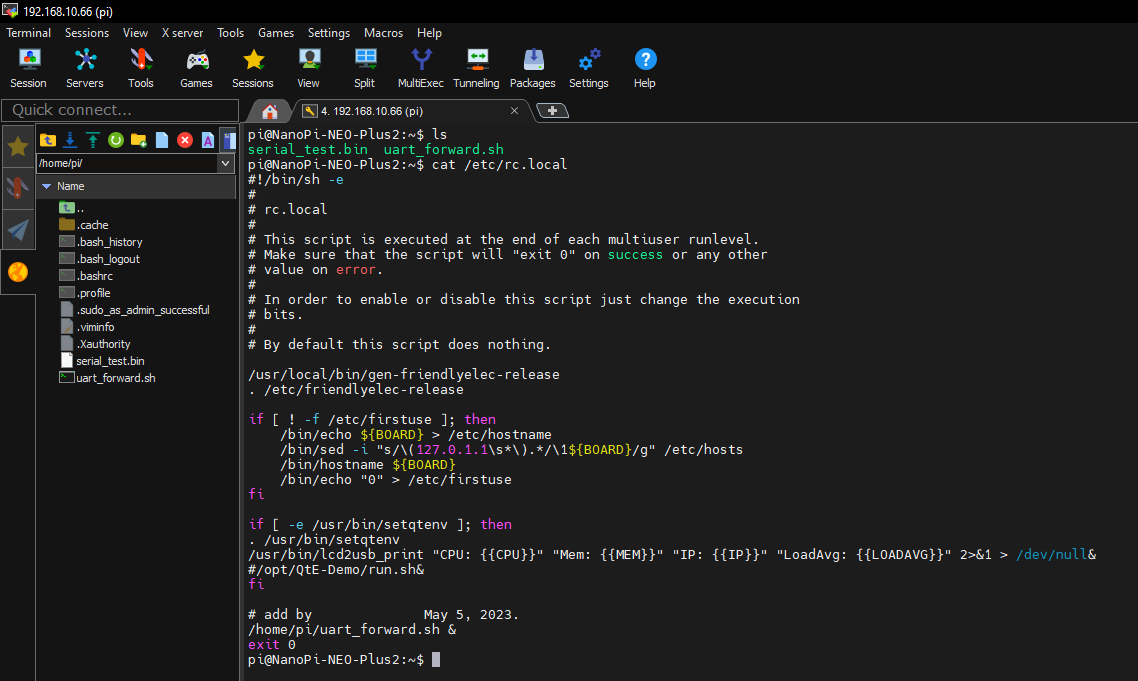 192.168.10.66 (pi)
Terminal Sessions View X server Tools Games Settings Macros Help
Session Servers Tools Games Sessions View Split MultiExec Tunneling Packages Settings Help
Quick connect...
4. 192.168.10.66 (pi)
/home/pi/
Name
..
.cache
.bash_history
.bash_logout
.bashrc
.profile
.sudo_as_admin_successful
.viminfo
.Xauthority
serial_test.bin
uart_forward.sh
pi@NanoPi-NEO-Plus2:~$ ls
serial_test.bin  uart_forward.sh
pi@NanoPi-NEO-Plus2:~$ cat /etc/rc.local
#!/bin/sh -e
#
# rc.local
#
# This script is executed at the end of each multiuser runlevel.
# Make sure that the script will "exit 0" on success or any other
# value on error.
#
# In order to enable or disable this script just change the execution
# bits.
#
# By default this script does nothing.
/usr/local/bin/gen-friendlyelec-release
. /etc/friendlyelec-release
if [ ! -f /etc/firstuse ]; then
    /bin/echo ${BOARD} > /etc/hostname
    /bin/sed -i "s/\(127.0.1.1\s*\).*/\1${BOARD}/g" /etc/hosts
    /bin/hostname ${BOARD}
    /bin/echo "0" > /etc/firstuse
fi
if [ -e /usr/bin/setqtenv ]; then
. /usr/bin/setqtenv
/usr/bin/lcd2usb_print "CPU: {{CPU}}" "Mem: {{MEM}}" "IP: {{IP}}" "LoadAvg: {{LOADAVG}}" 2>&1 > /dev/null&
#/opt/QtE-Demo/run.sh&
fi
# add by              May 5, 2023.
/home/pi/uart_forward.sh &
exit 0
pi@NanoPi-NEO-Plus2:~$